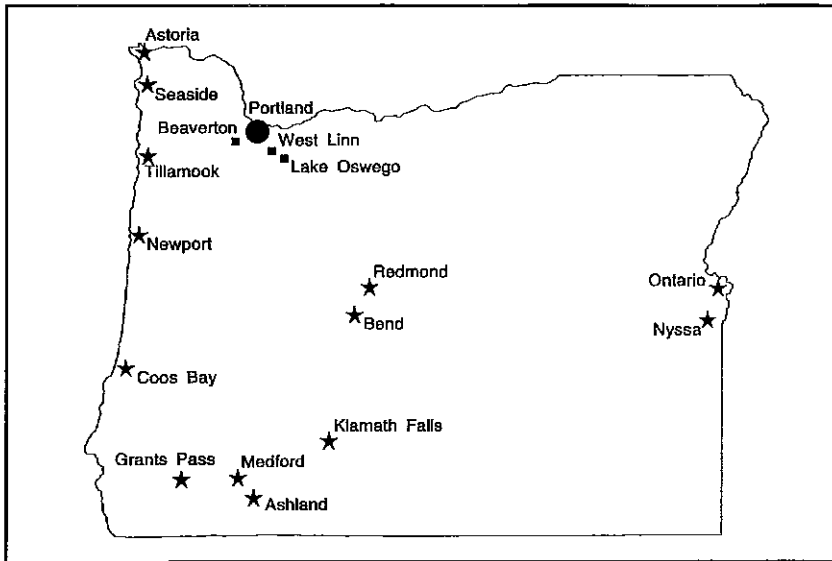 Astoria
Seaside
Portland
Beaverton
West Linn
Lake Oswego
Tillamook
Newport
Redmond
Ontario
Bend
Nyssa
Coos Bay
Klamath Falls
Grants Pass
Medford
Ashland